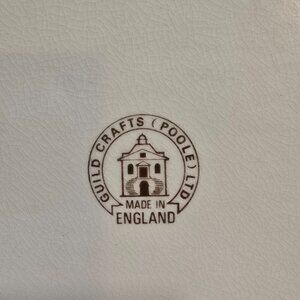 GUILD CRAFTS (POOLE) LTD
MADE IN
ENGLAND